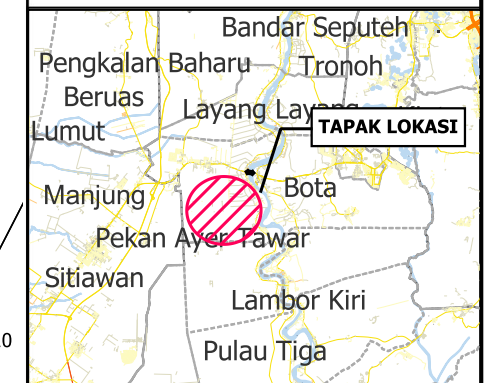 Bandar Seputeh
Pengkalan Baharu
Tronoh
Beruas
Layang Layang
Lumut
TAPAK LOKASI
Manjung
Bota
Pekan Ayer Tawar
Sitiawan
Lambor Kiri
0
Pulau Tiga